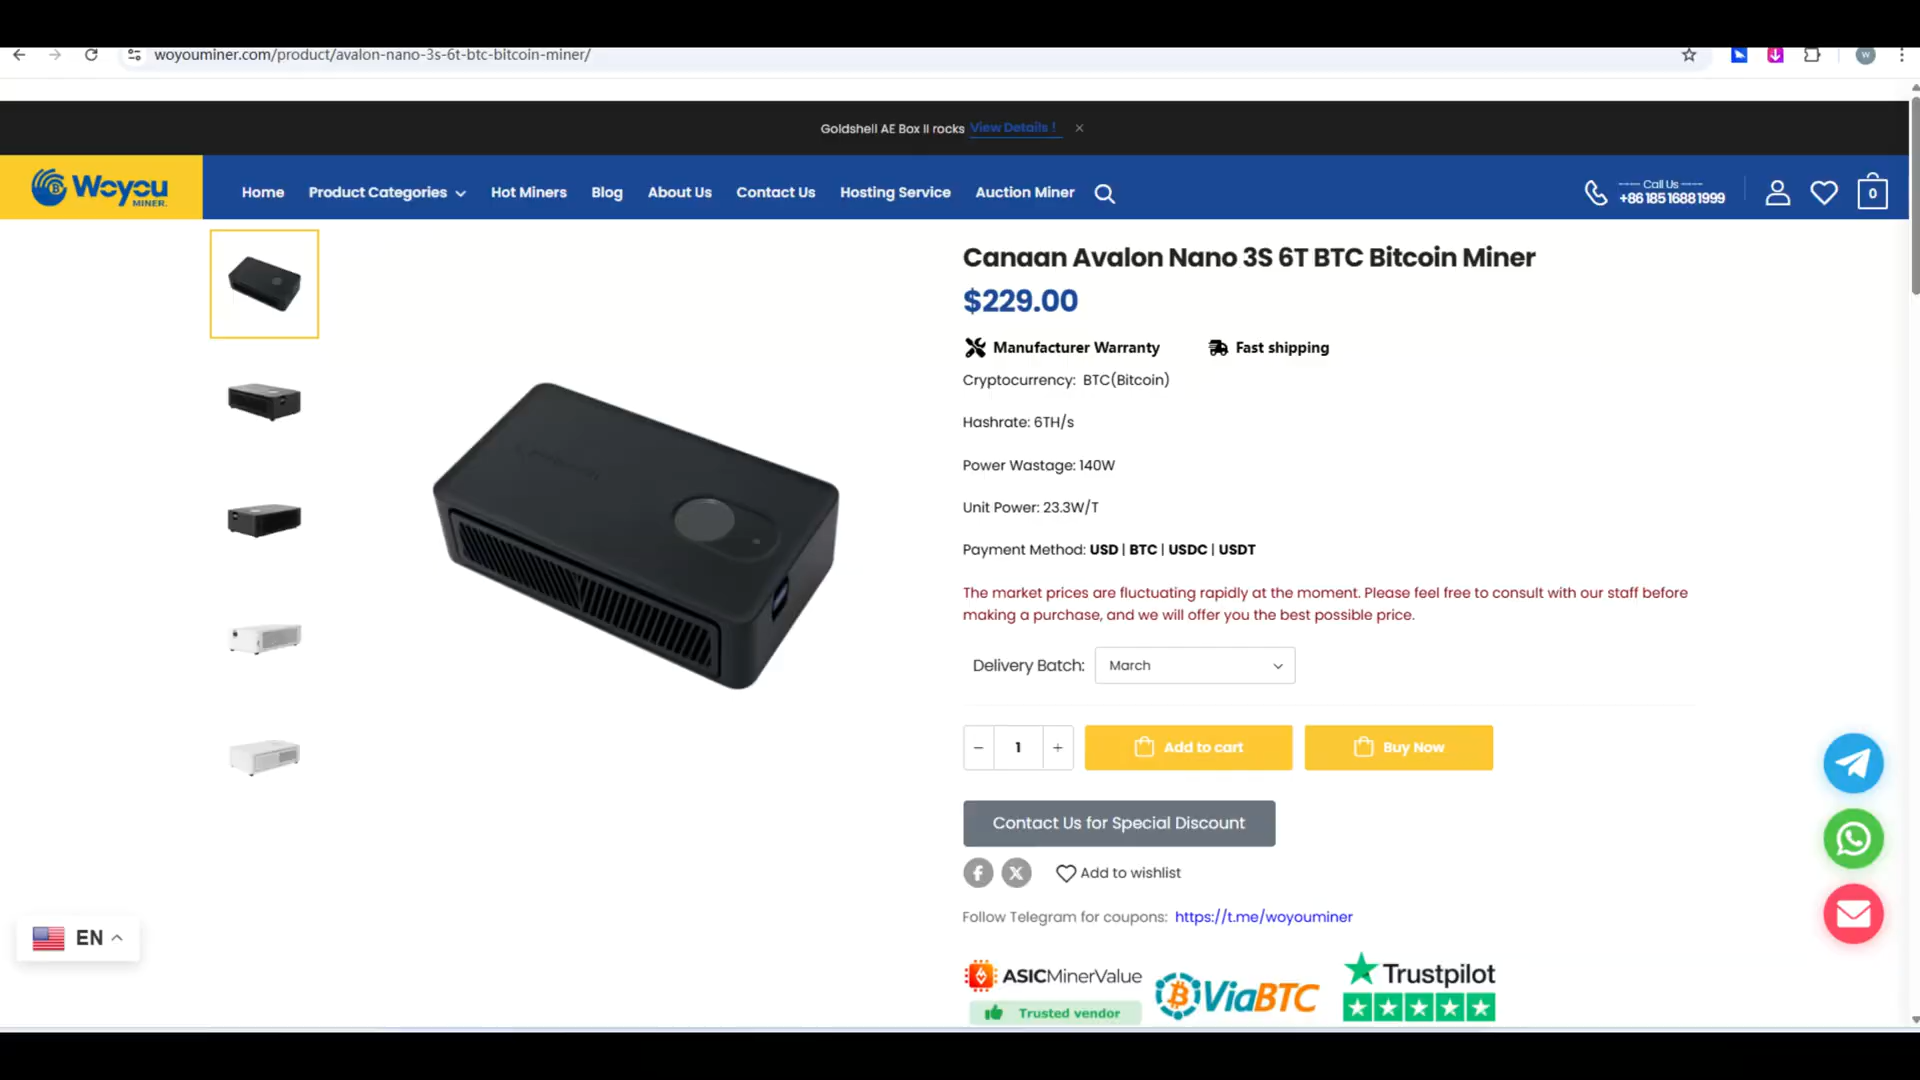 woyouminer.com/product/avalon-nano-3s-6t-btc-bitcoin-miner/
W
Goldshell AE Box II rocks View Details !
Woyou
MINER.
Home Product Categories Hot Miners Blog About Us Contact Us Hosting Service Auction Miner
---- Call Us ----
+86 185 1688 1999
0
Canaan Avalon Nano 3S 6T BTC Bitcoin Miner
$229.00
Manufacturer Warranty Fast shipping
Cryptocurrency: BTC(Bitcoin)
Hashrate: 6TH/s
Power Wastage: 140W
Unit Power: 23.3W/T
Payment Method: USD | BTC | USDC | USDT
The market prices are fluctuating rapidly at the moment. Please feel free to consult with our staff before
making a purchase, and we will offer you the best possible price.
Delivery Batch: March
− 1 + Add to cart Buy Now
Contact Us for Special Discount
Add to wishlist
Follow Telegram for coupons: https://t.me/woyouminer
EN
ASICMinerValue
Trusted vendor
ViaBTC
Trustpilot